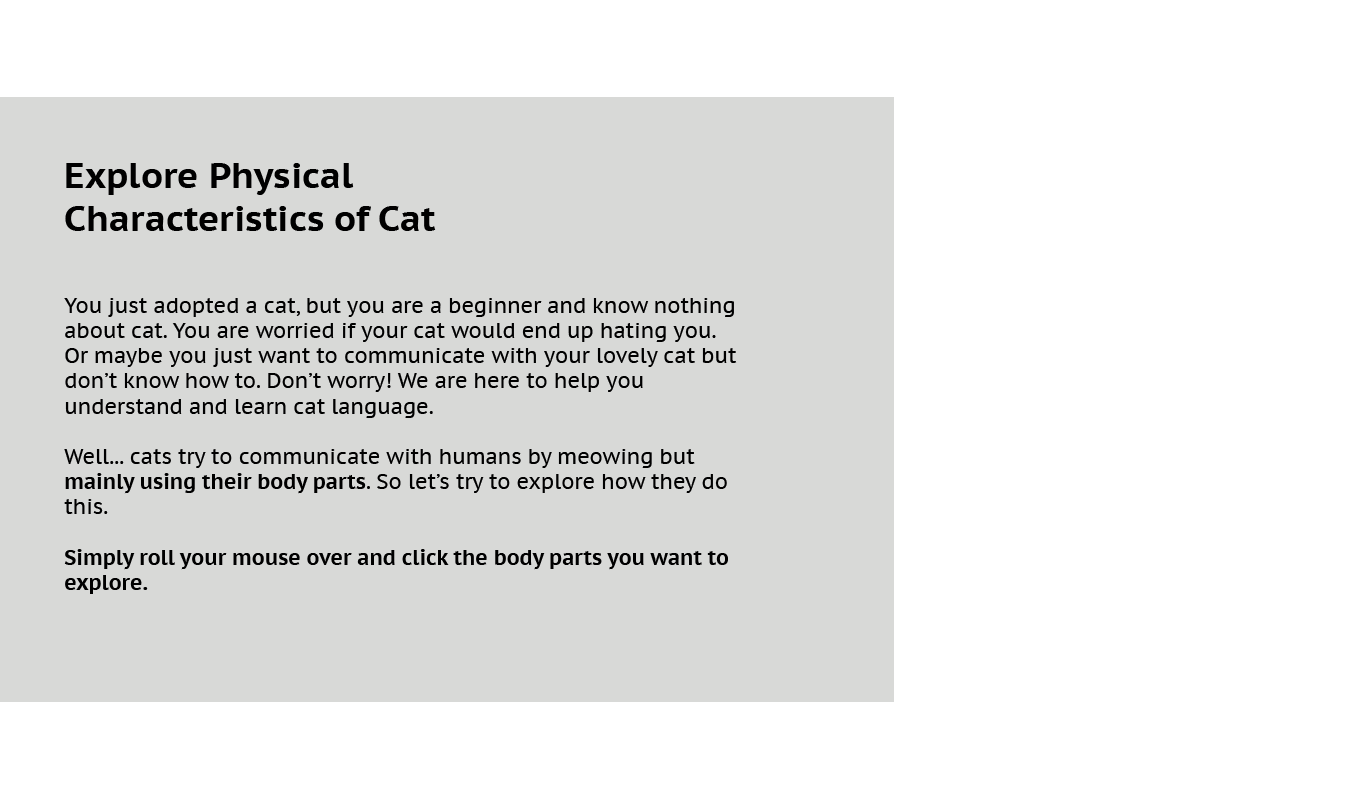 Explore Physical
Characteristics of Cat
You just adopted a cat, but you are a beginner and know nothing
about cat. You are worried if your cat would end up hating you.
Or maybe you just want to communicate with your lovely cat but
don’t know how to. Don’t worry! We are here to help you
understand and learn cat language.
Well... cats try to communicate with humans by meowing but
mainly using their body parts. So let’s try to explore how they do
this.
Simply roll your mouse over and click the body parts you want to
explore.